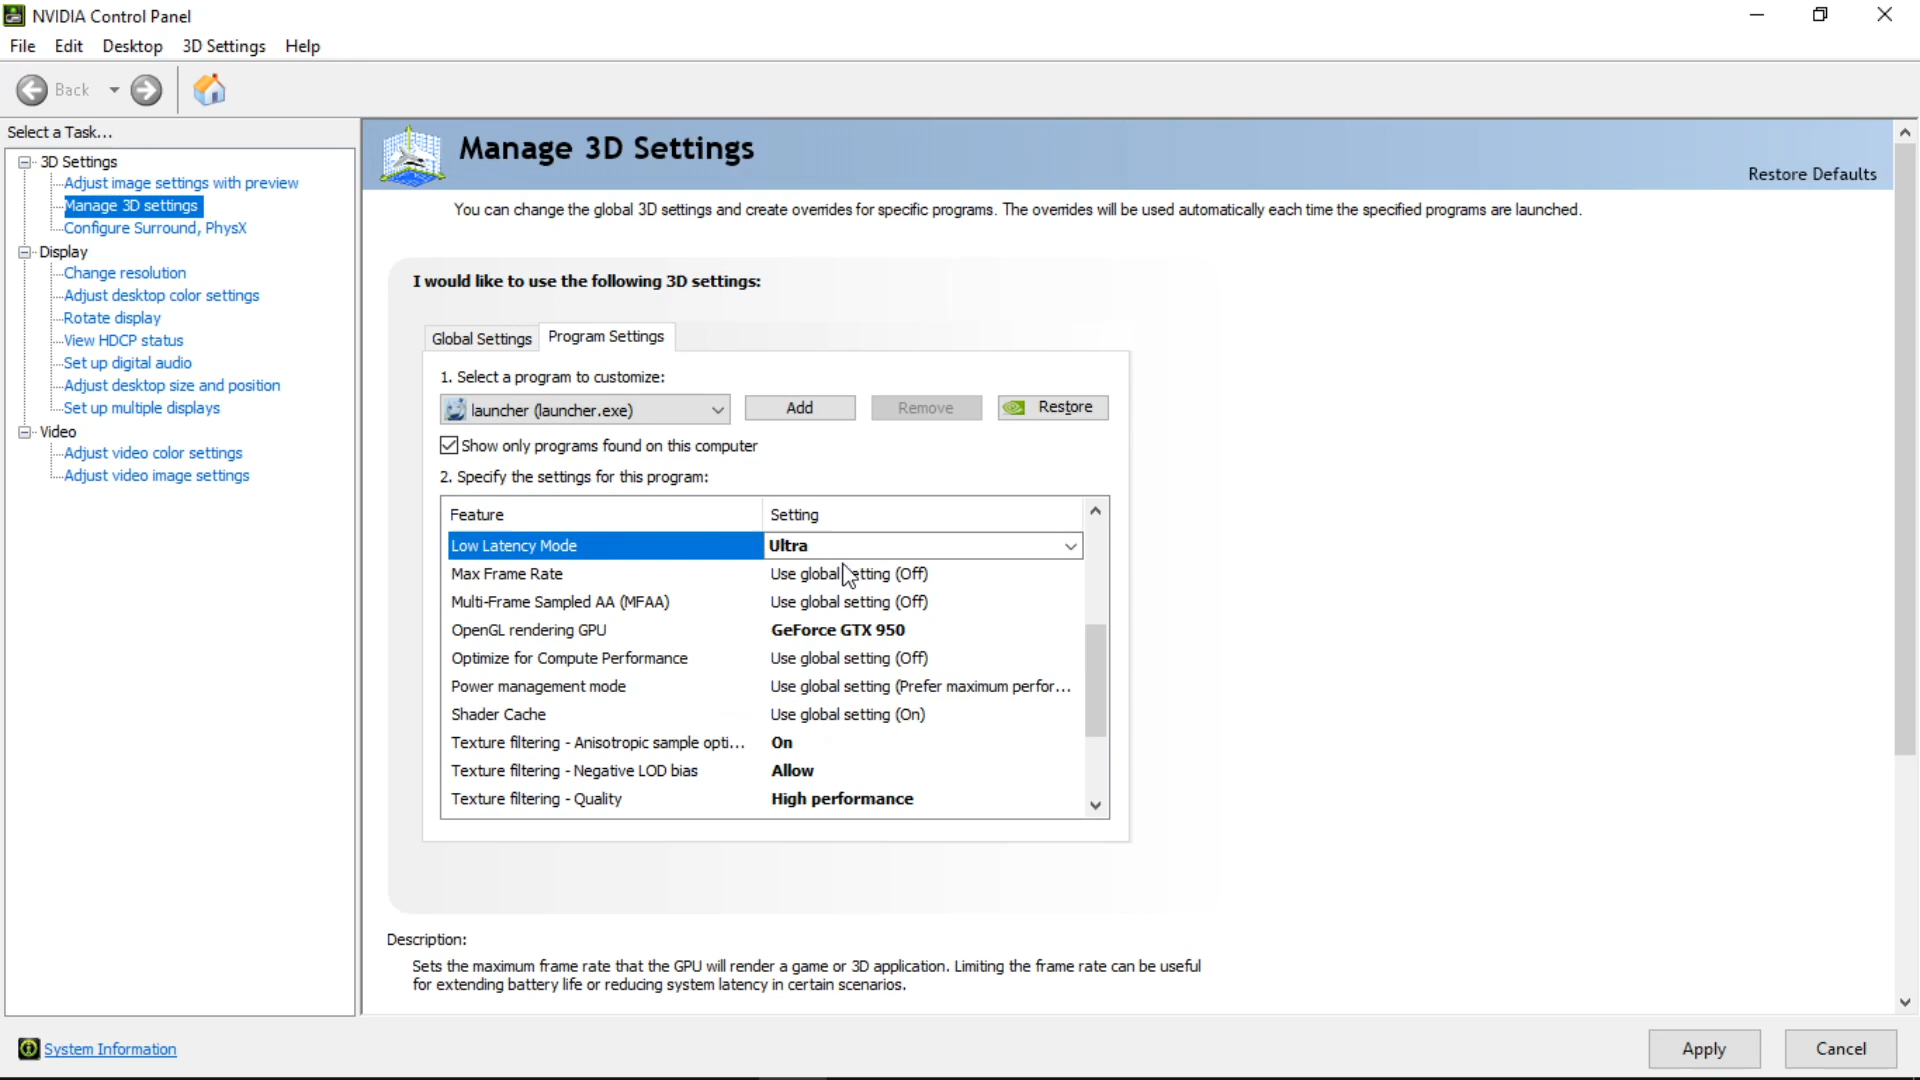 NVIDIA Control Panel
File Edit Desktop 3D Settings Help
Back
Select a Task...
3D Settings
Adjust image settings with preview
Manage 3D settings
Configure Surround, PhysX
Display
Change resolution
Adjust desktop color settings
Rotate display
View HDCP status
Set up digital audio
Adjust desktop size and position
Set up multiple displays
Video
Adjust video color settings
Adjust video image settings
Manage 3D Settings
Restore Defaults
You can change the global 3D settings and create overrides for specific programs. The overrides will be used automatically each time the specified programs are launched.
I would like to use the following 3D settings:
Global Settings Program Settings
1. Select a program to customize:
launcher (launcher.exe) Add Remove Restore
Show only programs found on this computer
2. Specify the settings for this program:
Feature Setting
Low Latency Mode Ultra
Max Frame Rate Use global setting (Off)
Multi-Frame Sampled AA (MFAA) Use global setting (Off)
OpenGL rendering GPU GeForce GTX 950
Optimize for Compute Performance Use global setting (Off)
Power management mode Use global setting (Prefer maximum perfor...
Shader Cache Use global setting (On)
Texture filtering - Anisotropic sample opti... On
Texture filtering - Negative LOD bias Allow
Texture filtering - Quality High performance
Description:
Sets the maximum frame rate that the GPU will render a game or 3D application. Limiting the frame rate can be useful
for extending battery life or reducing system latency in certain scenarios.
System Information
Apply Cancel